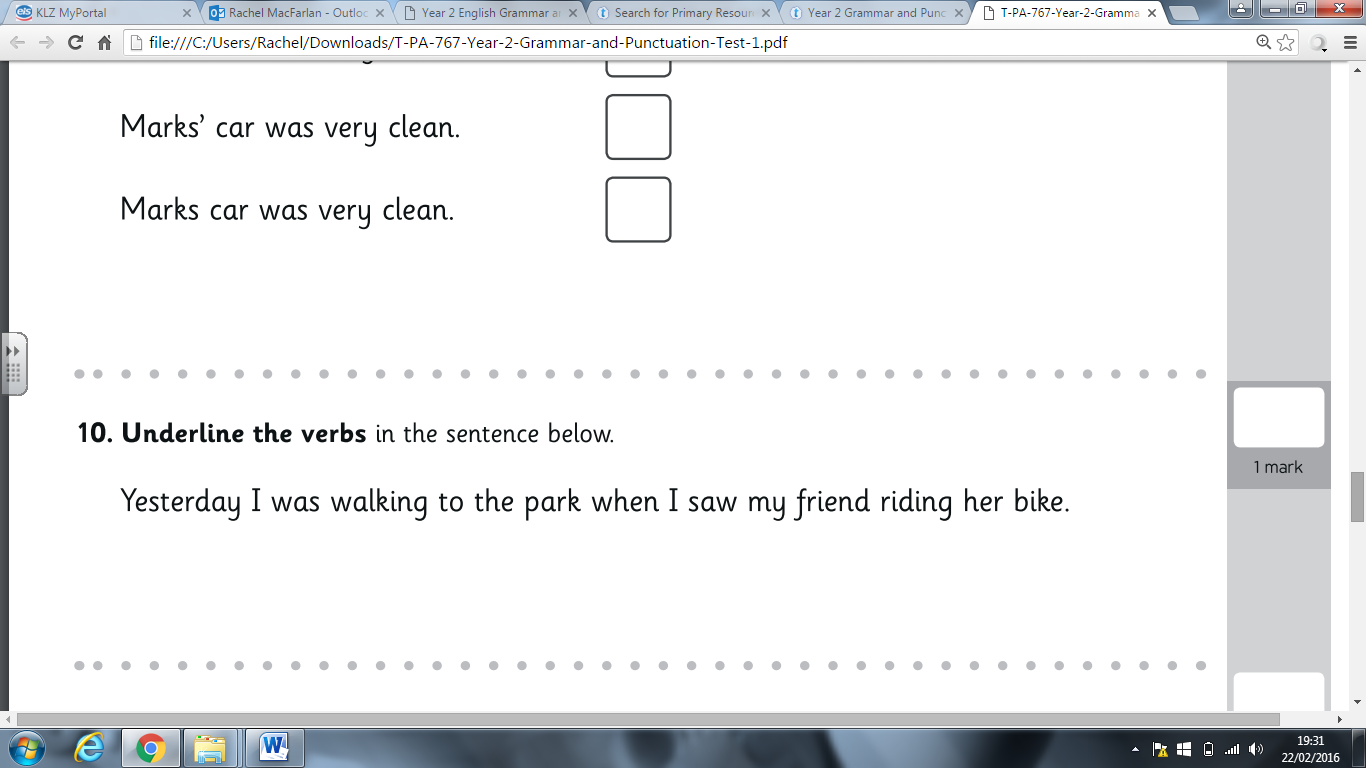 KLZ MyPortal
Rachel MacFarlan - Outloo
Year 2 English Grammar a
Search for Primary Resour
Year 2 Grammar and Punc
T-PA-767-Year-2-Gramma
file:///C:/Users/Rachel/Downloads/T-PA-767-Year-2-Grammar-and-Punctuation-Test-1.pdf
Marks’ car was very clean.
Marks car was very clean.
10. Underline the verbs in the sentence below.
1 mark
Yesterday I was walking to the park when I saw my friend riding her bike.
19:31
22/02/2016